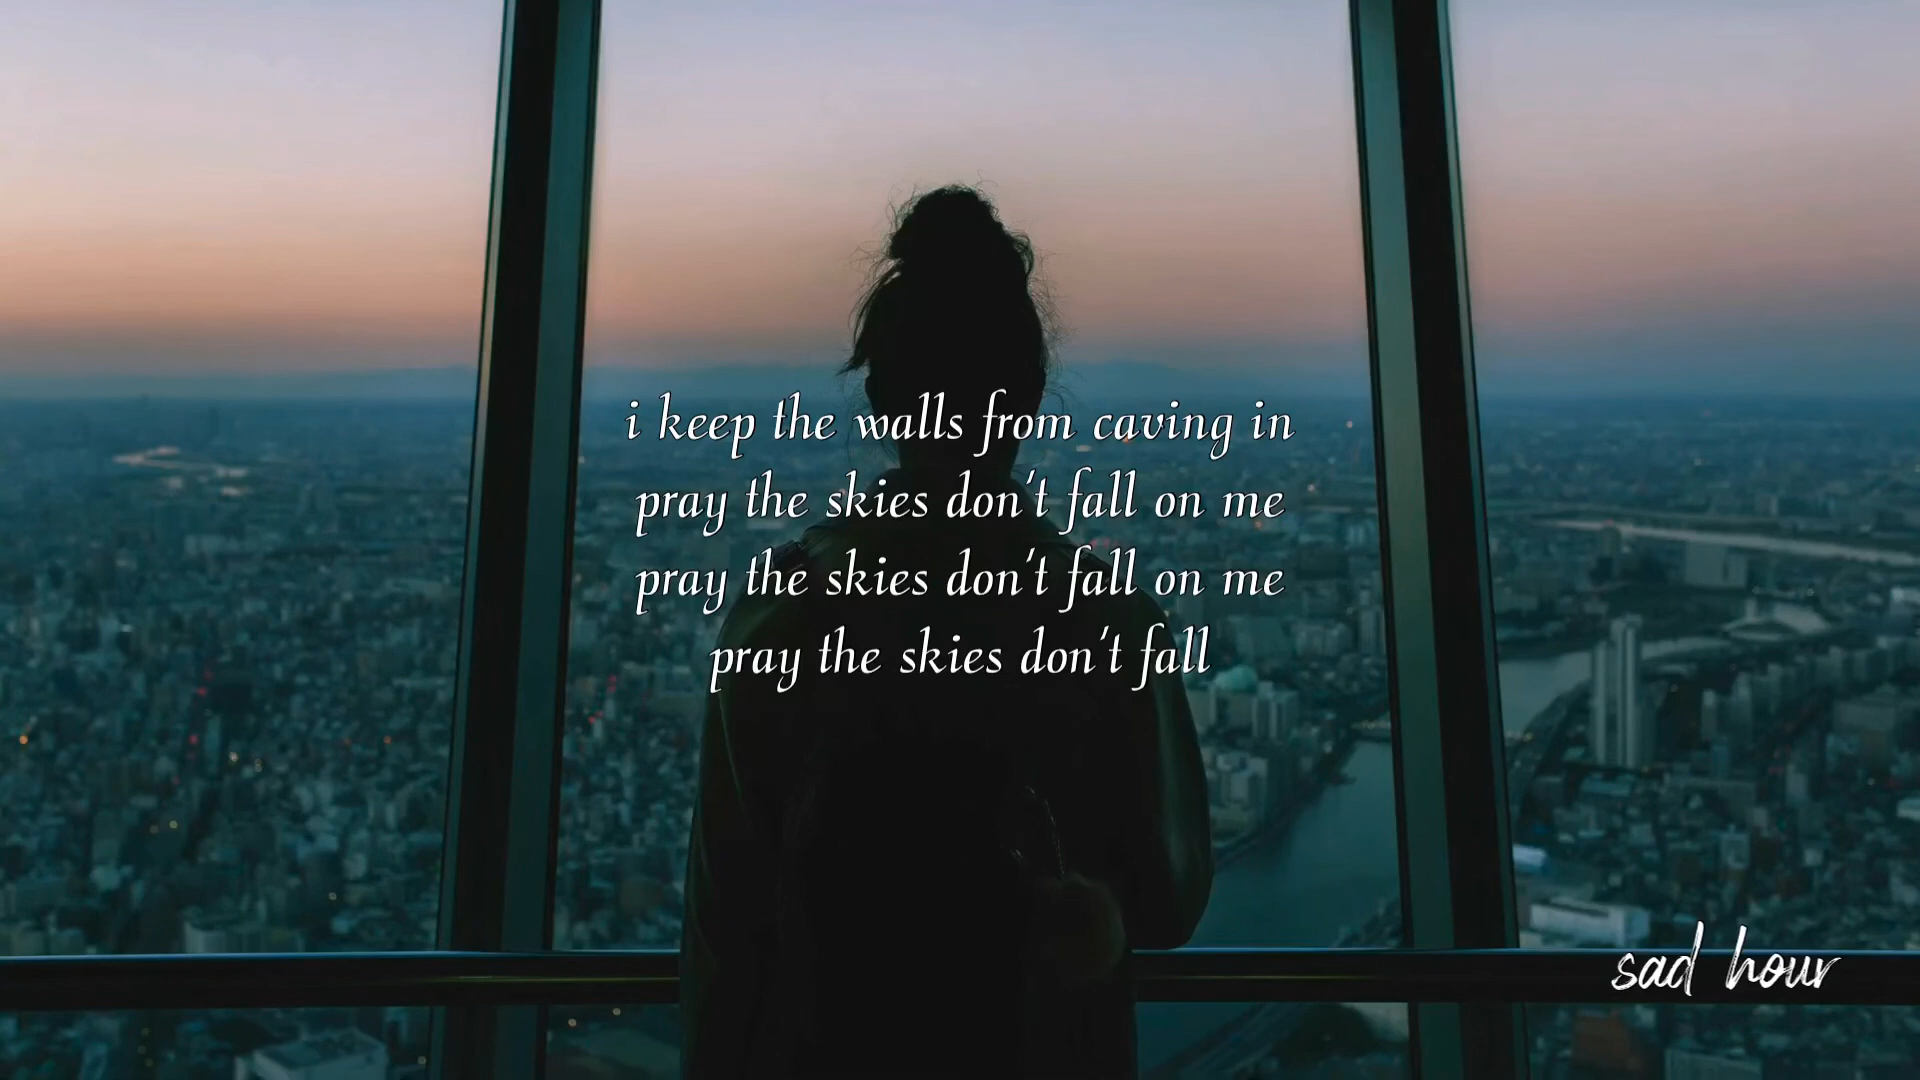 i keep the walls from caving in
pray the skies don't fall on me
pray the skies don't fall on me
pray the skies don't fall
sad hour